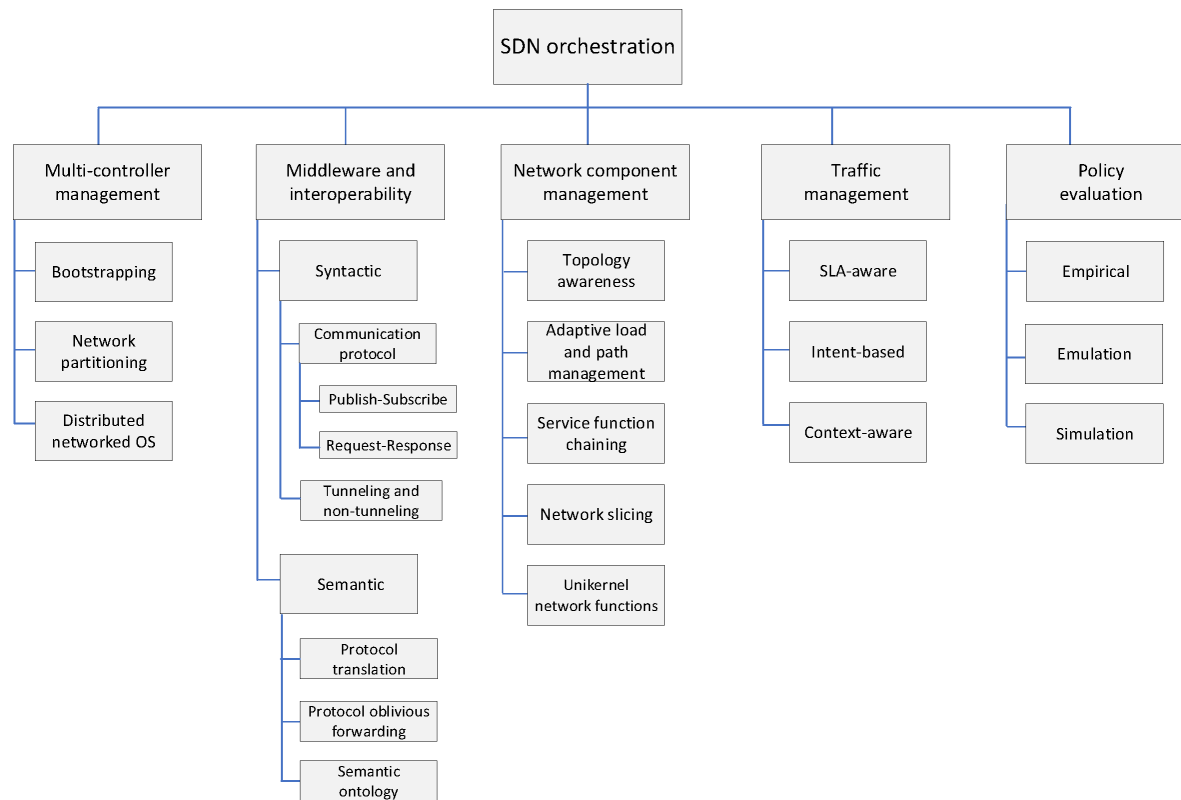 SDN orchestration
Multi-controller
management
Bootstrapping
Network
partitioning
Distributed
networked OS
Middleware and
interoperability
Syntactic
Communication
protocol
Publish-Subscribe
Request-Response
Tunneling and
non-tunneling
Semantic
Protocol
translation
Protocol oblivious
forwarding
Semantic
ontology
Network component
management
Topology
awareness
Adaptive load
and path
management
Service function
chaining
Network slicing
Unikernel
network functions
Traffic
management
SLA-aware
Intent-based
Context-aware
Policy
evaluation
Empirical
Emulation
Simulation